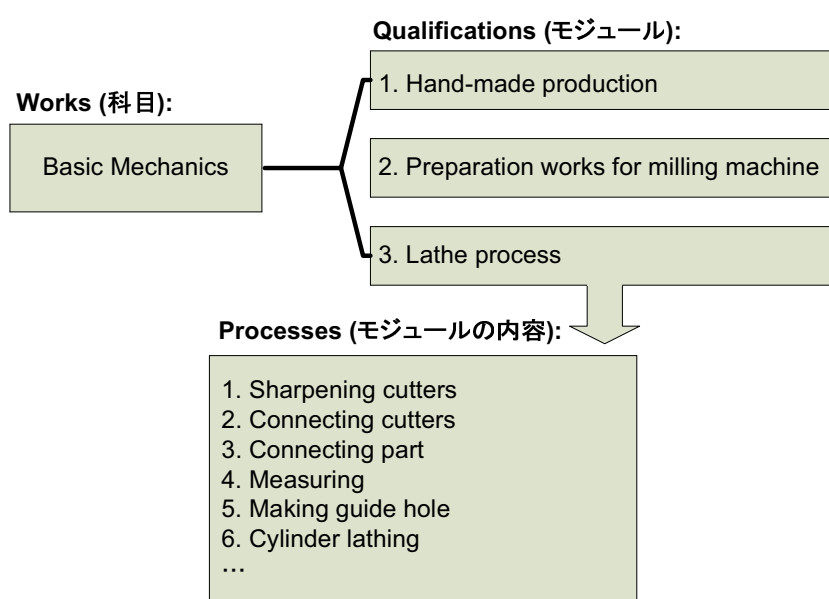 Qualifications (モジュール):
1. Hand-made production
Works (科目):
Basic Mechanics
2. Preparation works for milling machine
3. Lathe process
Processes (モジュールの内容):
1. Sharpening cutters
2. Connecting cutters
3. Connecting part
4. Measuring
5. Making guide hole
6. Cylinder lathing
…